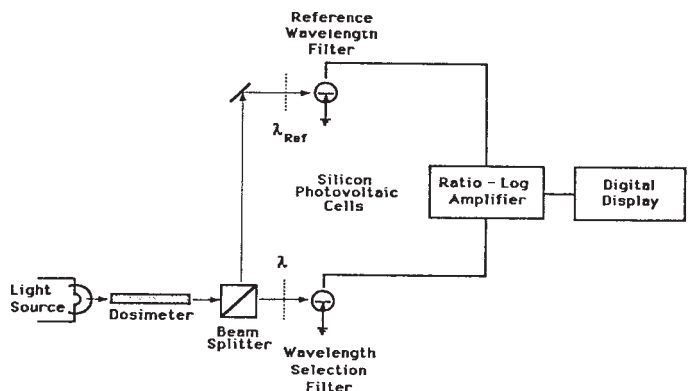 Reference
Wavelength
Filter
λRef
Silicon
Photovoltaic
Cells
Ratio - Log
Amplifier
Digital
Display
Light
Source
Dosimeter
Beam
Splitter
λ
Wavelength
Selection
Filter